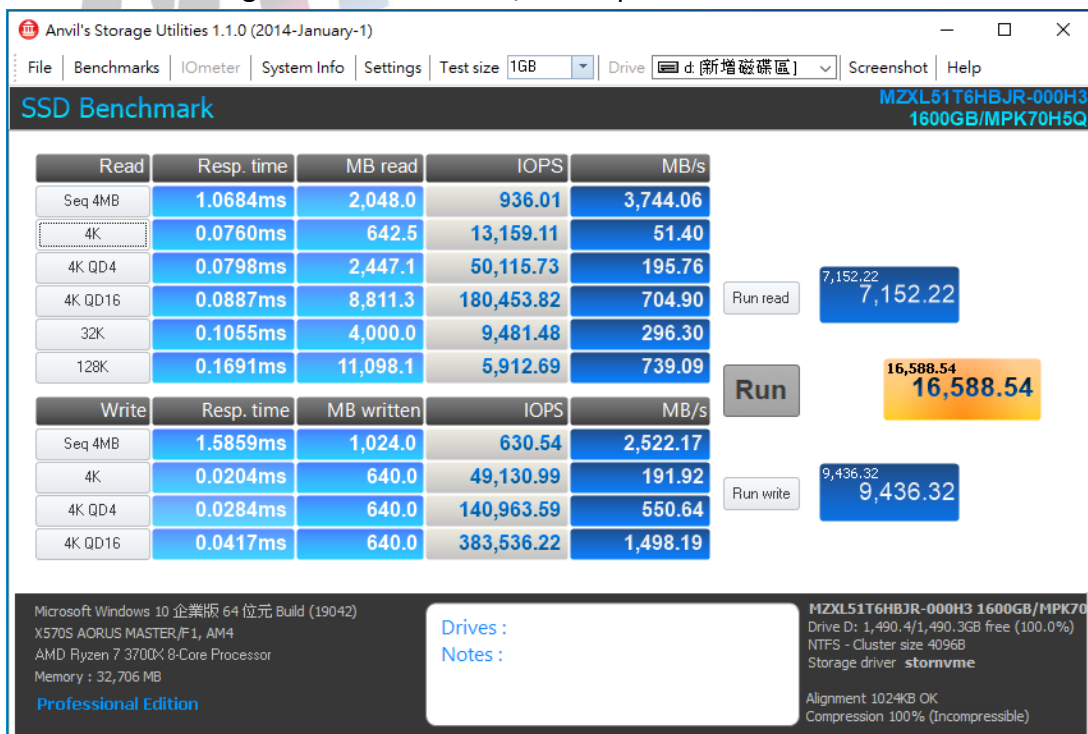 Anvil's Storage Utilities 1.1.0 (2014-January-1)
File Benchmarks IOmeter System Info Settings Test size 1GB Drive d: [新增磁碟區] Screenshot Help
SSD Benchmark
MZXL51T6HBJR-000H3
1600GB/MPK70H5Q
Read Resp. time MB read IOPS MB/s
Seq 4MB 1.0684ms 2,048.0 936.01 3,744.06
4K 0.0760ms 642.5 13,159.11 51.40
4K QD4 0.0798ms 2,447.1 50,115.73 195.76
4K QD16 0.0887ms 8,811.3 180,453.82 704.90
32K 0.1055ms 4,000.0 9,481.48 296.30
128K 0.1691ms 11,098.1 5,912.69 739.09
Run read
7,152.22
7,152.22
Run
16,588.54
16,588.54
Write Resp. time MB written IOPS MB/s
Seq 4MB 1.5859ms 1,024.0 630.54 2,522.17
4K 0.0204ms 640.0 49,130.99 191.92
4K QD4 0.0284ms 640.0 140,963.59 550.64
4K QD16 0.0417ms 640.0 383,536.22 1,498.19
Run write
9,436.32
9,436.32
Microsoft Windows 10 企業版 64 位元 Build (19042)
X570S AORUS MASTER/F1, AM4
AMD Ryzen 7 3700X 8-Core Processor
Memory : 32,706 MB
Professional Edition
Drives :
Notes :
MZXL51T6HBJR-000H3 1600GB/MPK70
Drive D: 1,490.4/1,490.3GB free (100.0%)
NTFS - Cluster size 4096B
Storage driver stornvme
Alignment 1024KB OK
Compression 100% (Incompressible)